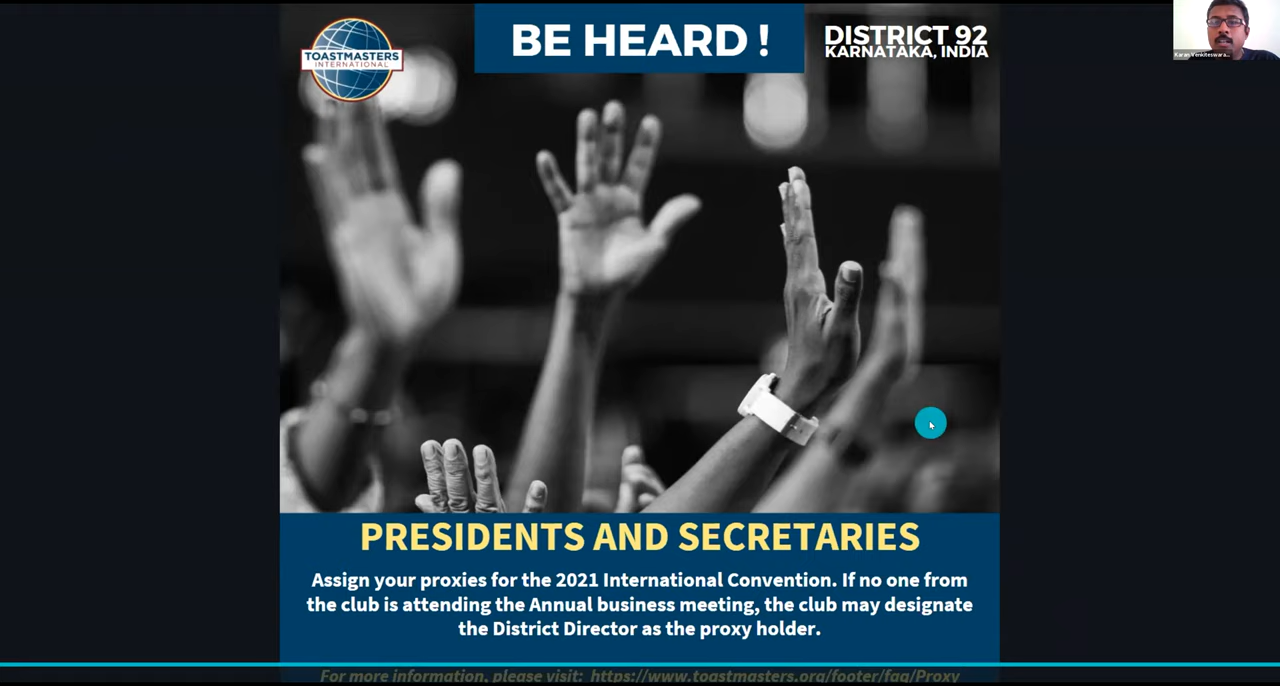 TOASTMASTERS
INTERNATIONAL
BE HEARD !
DISTRICT 92
KARNATAKA, INDIA
Karan Venkiteswara...
PRESIDENTS AND SECRETARIES
Assign your proxies for the 2021 International Convention. If no one from
the club is attending the Annual business meeting, the club may designate
the District Director as the proxy holder.
For more information, please visit: https://www.toastmasters.org/footer/faq/Proxy